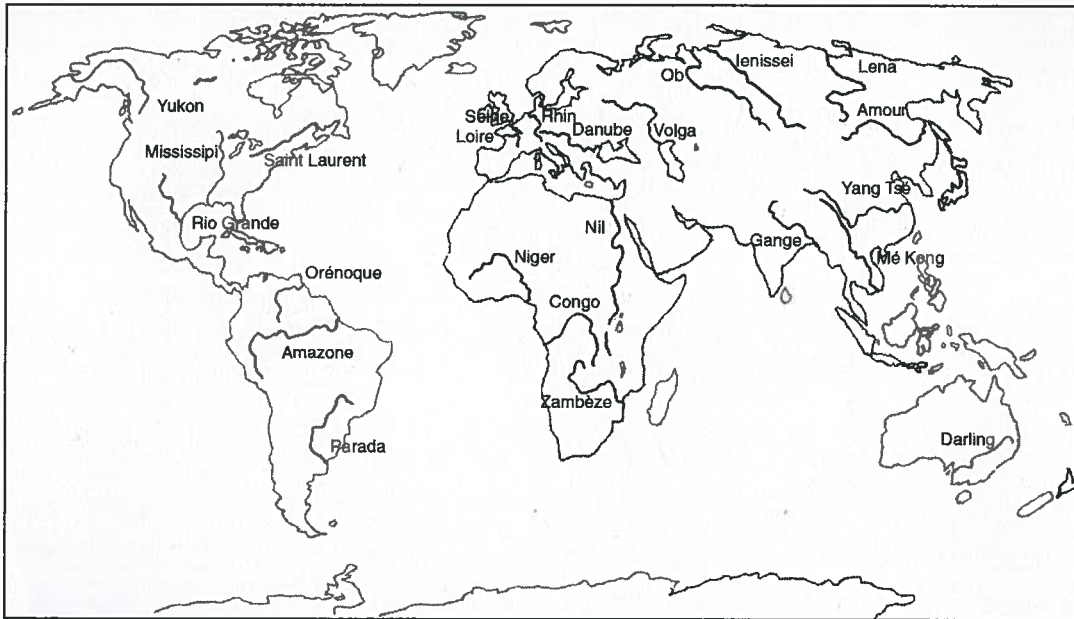 Yukon
Mississipi
Saint Laurent
Rio Grande
Orénoque
Amazone
Parada
Seine
Loire
Rhin
Danube
Volga
Ob
Ienissei
Lena
Amour
Yang Tsé
Gange
Mé Kong
Nil
Niger
Congo
Zambèze
Darling